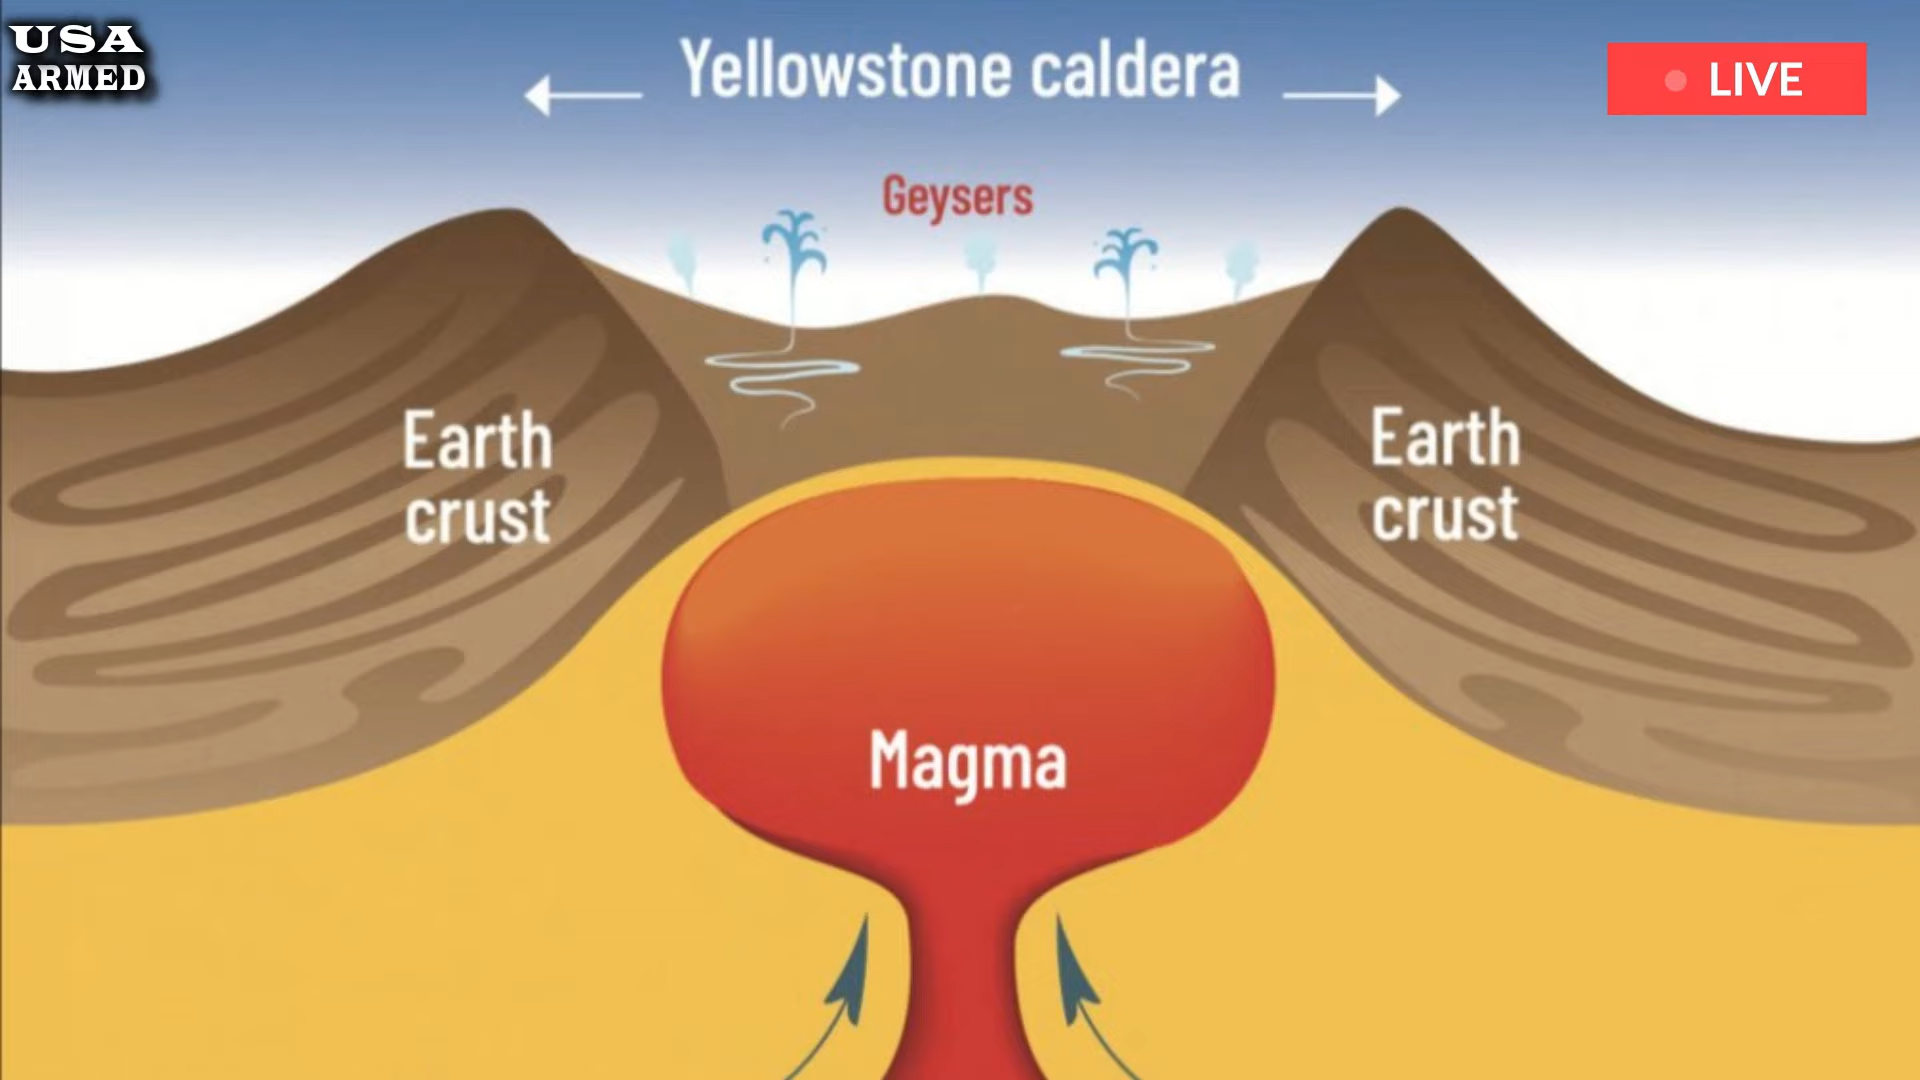 USA
ARMED
Yellowstone caldera
LIVE
Geysers
Earth
crust
Earth
crust
Magma